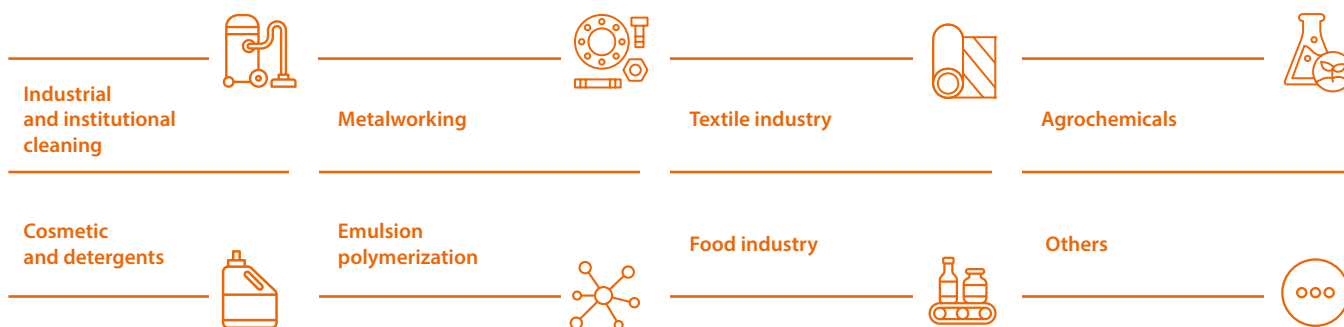 Industrial
and institutional
cleaning
Metalworking
Textile industry
Agrochemicals
Cosmetic
and detergents
Emulsion
polymerization
Food industry
Others